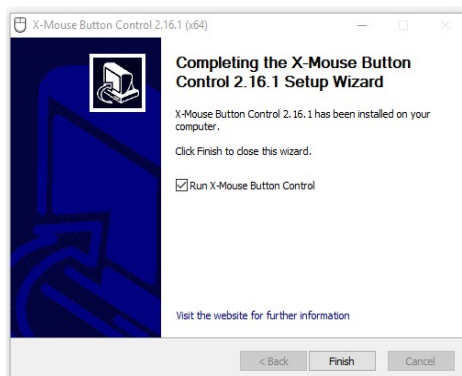 X-Mouse Button Control 2.16.1 (x64)
Completing the X-Mouse Button
Control 2.16.1 Setup Wizard
X-Mouse Button Control 2.16.1 has been installed on your
computer.
Click Finish to close this wizard.
Run X-Mouse Button Control
Visit the website for further information
< Back Finish Cancel